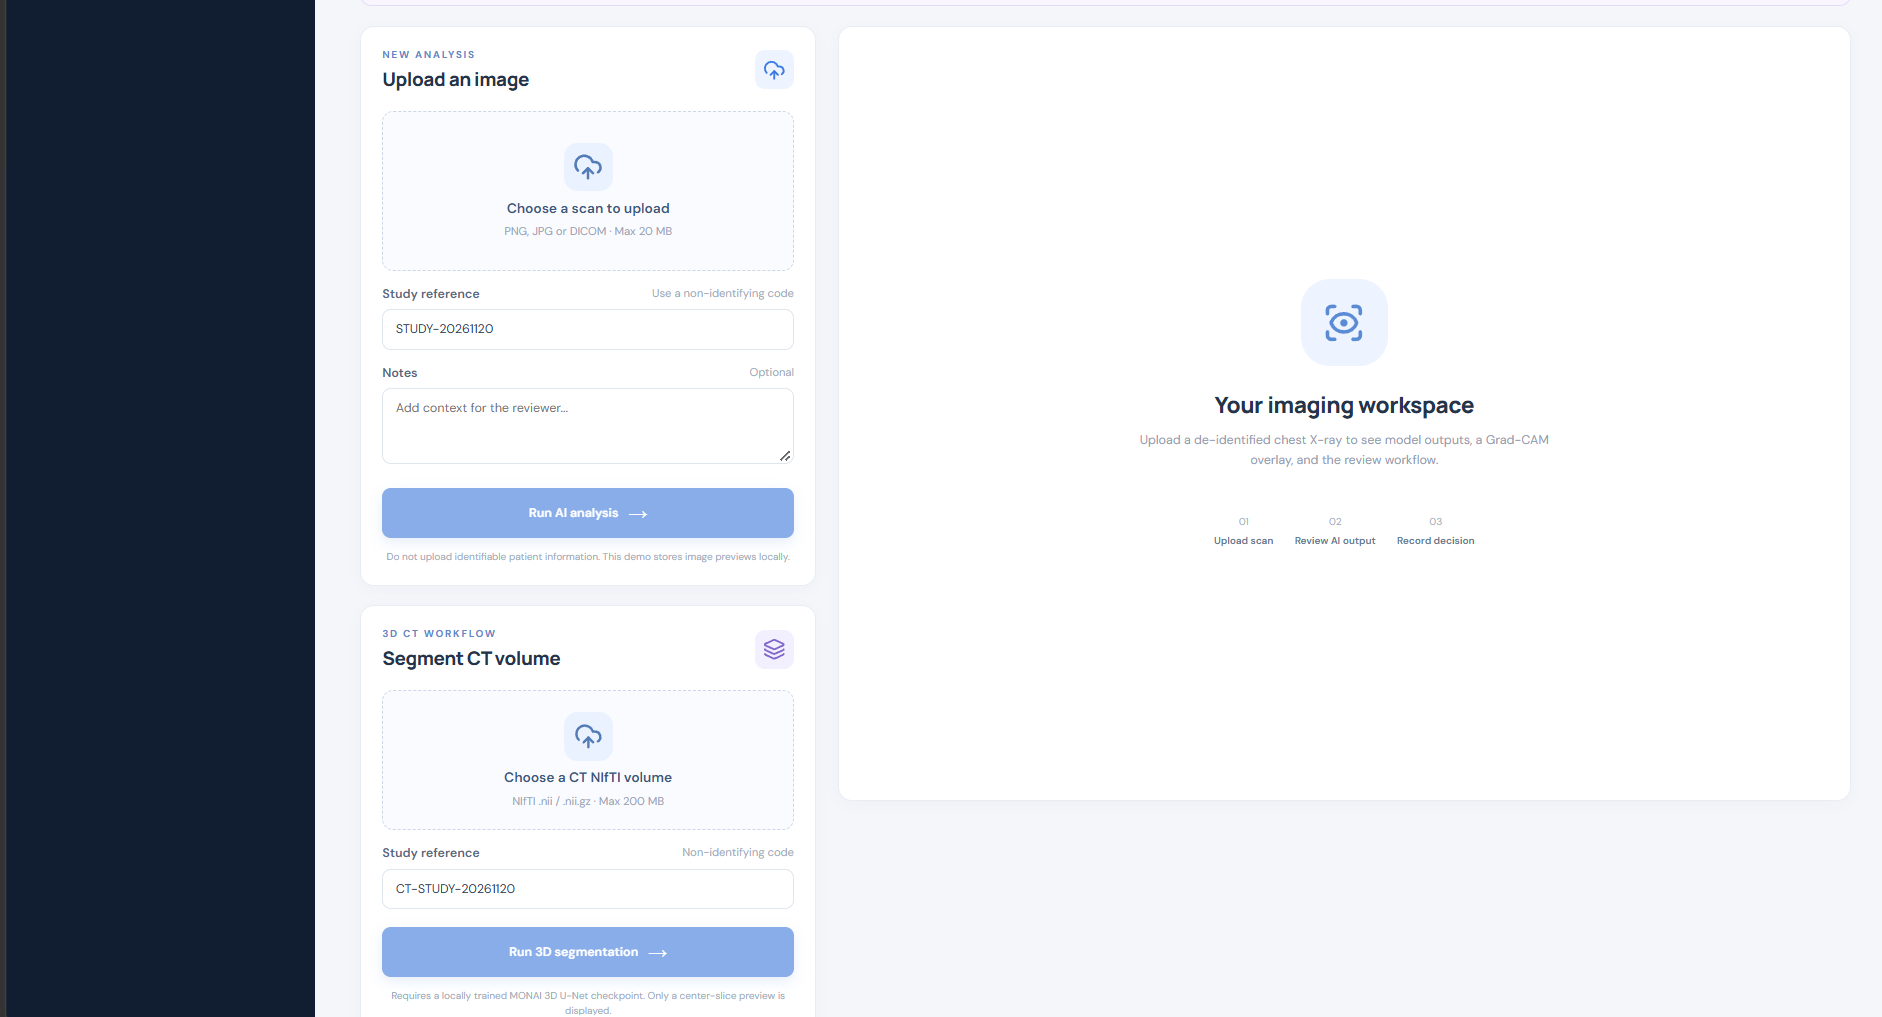 NEW ANALYSIS
Upload an image
Choose a scan to upload
PNG, JPG or DICOM · Max 20 MB
Study reference
Use a non-identifying code
STUDY-20261120
Notes
Optional
Add context for the reviewer...
Run AI analysis →
Do not upload identifiable patient information. This demo stores image previews locally.
3D CT WORKFLOW
Segment CT volume
Choose a CT NIfTI volume
NIfTI .nii / .nii.gz · Max 200 MB
Study reference
Non-identifying code
CT-STUDY-20261120
Run 3D segmentation →
Requires a locally trained MONAI 3D U-Net checkpoint. Only a center-slice preview is
displayed.
Your imaging workspace
Upload a de-identified chest X-ray to see model outputs, a Grad-CAM
overlay, and the review workflow.
01
Upload scan
02
Review AI output
03
Record decision